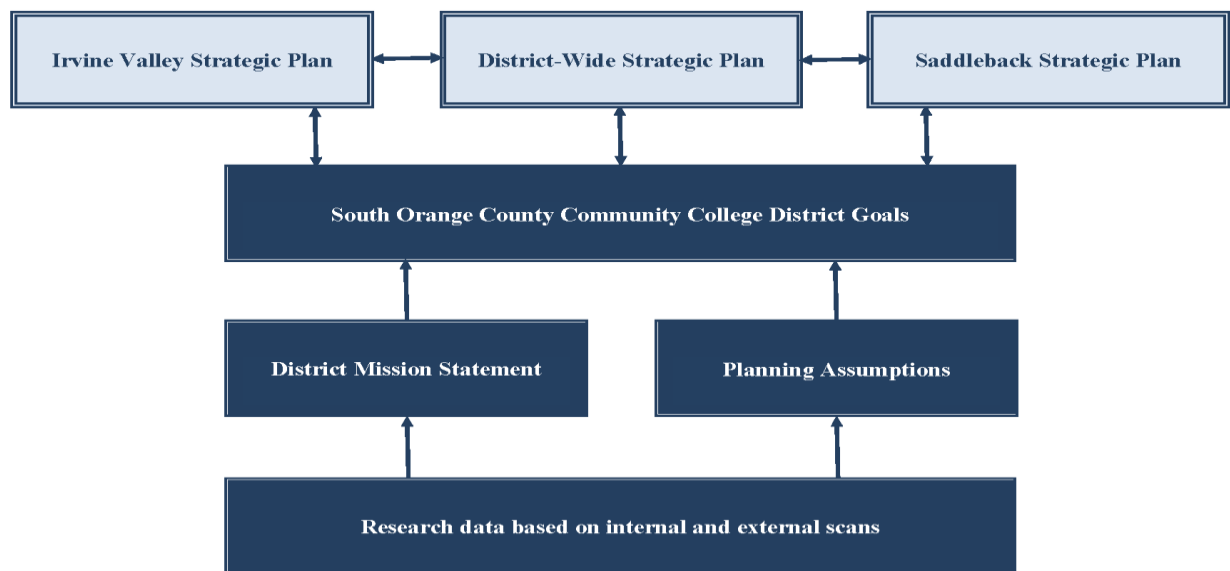 Irvine Valley Strategic Plan
District-Wide Strategic Plan
Saddleback Strategic Plan
South Orange County Community College District Goals
District Mission Statement
Planning Assumptions
Research data based on internal and external scans